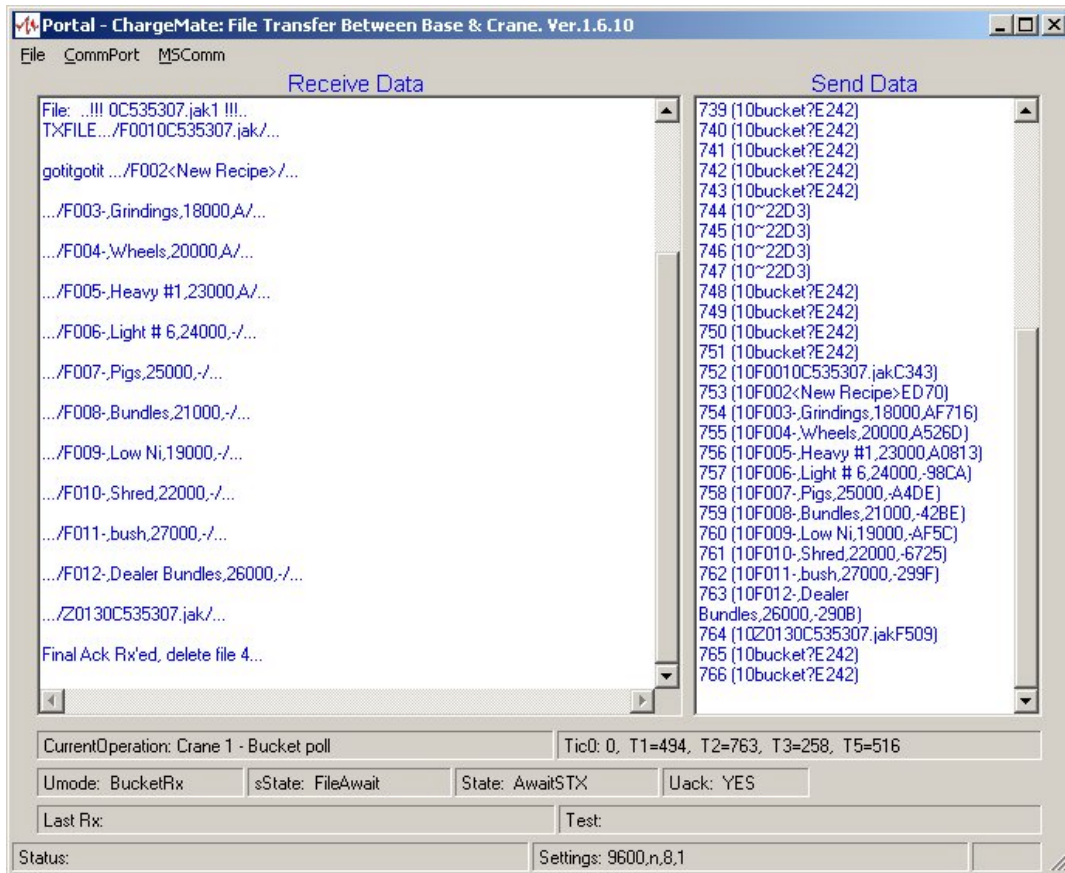 Portal - ChargeMate: File Transfer Between Base & Crane. Ver.1.6.10
File CommPort MSComm
Receive Data
File: ..!!! 0C535307.jak1 !!!..
TXFILE.../F0010C535307.jak/...
gotitgotit .../F002<New Recipe>/...
.../F003-,Grindings,18000,A/...
.../F004-,Wheels,20000,A/...
.../F005-,Heavy #1,23000,A/...
.../F006-,Light # 6,24000,-/...
.../F007-,Pigs,25000,-/...
.../F008-,Bundles,21000,-/...
.../F009-,Low Ni,19000,-/...
.../F010-,Shred,22000,-/...
.../F011-,bush,27000,-/...
.../F012-,Dealer Bundles,26000,-/...
.../Z0130C535307.jak/...
Final Ack Rx'ed, delete file 4...
Send Data
739 (10bucket?E242)
740 (10bucket?E242)
741 (10bucket?E242)
742 (10bucket?E242)
743 (10bucket?E242)
744 (10~22D3)
745 (10~22D3)
746 (10~22D3)
747 (10~22D3)
748 (10bucket?E242)
749 (10bucket?E242)
750 (10bucket?E242)
751 (10bucket?E242)
752 (10F0010C535307.jakC343)
753 (10F002<New Recipe>ED70)
754 (10F003-,Grindings,18000,AF716)
755 (10F004-,Wheels,20000,A526D)
756 (10F005-,Heavy #1,23000,A0813)
757 (10F006-,Light # 6,24000,-98CA)
758 (10F007-,Pigs,25000,-A4DE)
759 (10F008-,Bundles,21000,-42BE)
760 (10F009-,Low Ni,19000,-AF5C)
761 (10F010-,Shred,22000,-6725)
762 (10F011-,bush,27000,-299F)
763 (10F012-,Dealer
Bundles,26000,-290B)
764 (10Z0130C535307.jakF509)
765 (10bucket?E242)
766 (10bucket?E242)
CurrentOperation: Crane 1 - Bucket poll
Tic0: 0, T1=494, T2=763, T3=258, T5=516
Umode: BucketRx
sState: FileAwait
State: AwaitSTX
Uack: YES
Last Rx:
Test:
Status:
Settings: 9600,n,8,1